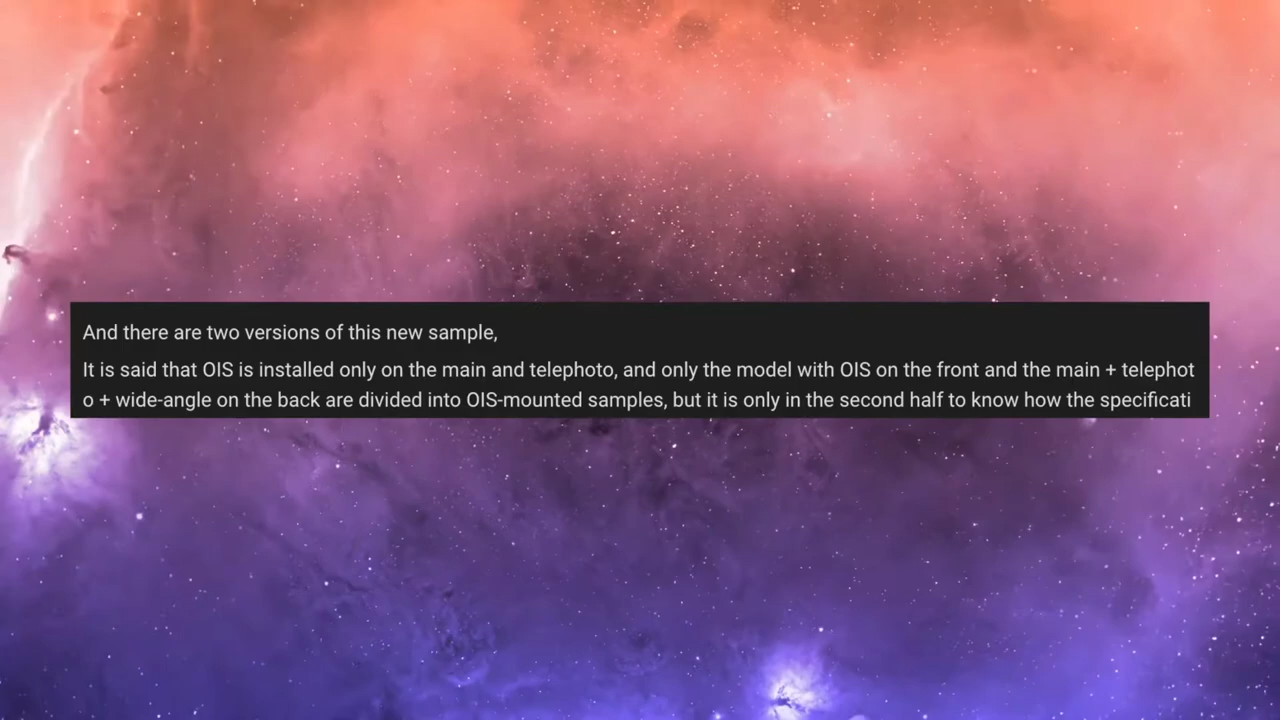 And there are two versions of this new sample,
It is said that OIS is installed only on the main and telephoto, and only the model with OIS on the front and the main + telephot
o + wide-angle on the back are divided into OIS-mounted samples, but it is only in the second half to know how the specificati